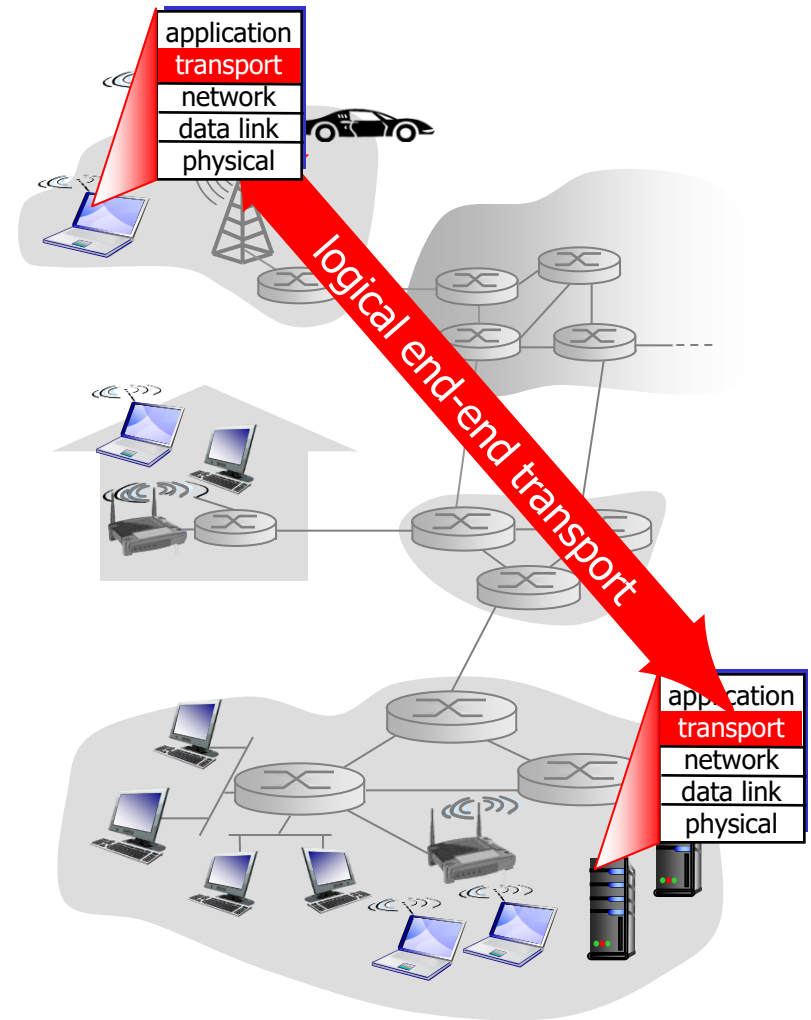 application
transport
network
data link
physical
logical end-end transport
application
transport
network
data link
physical